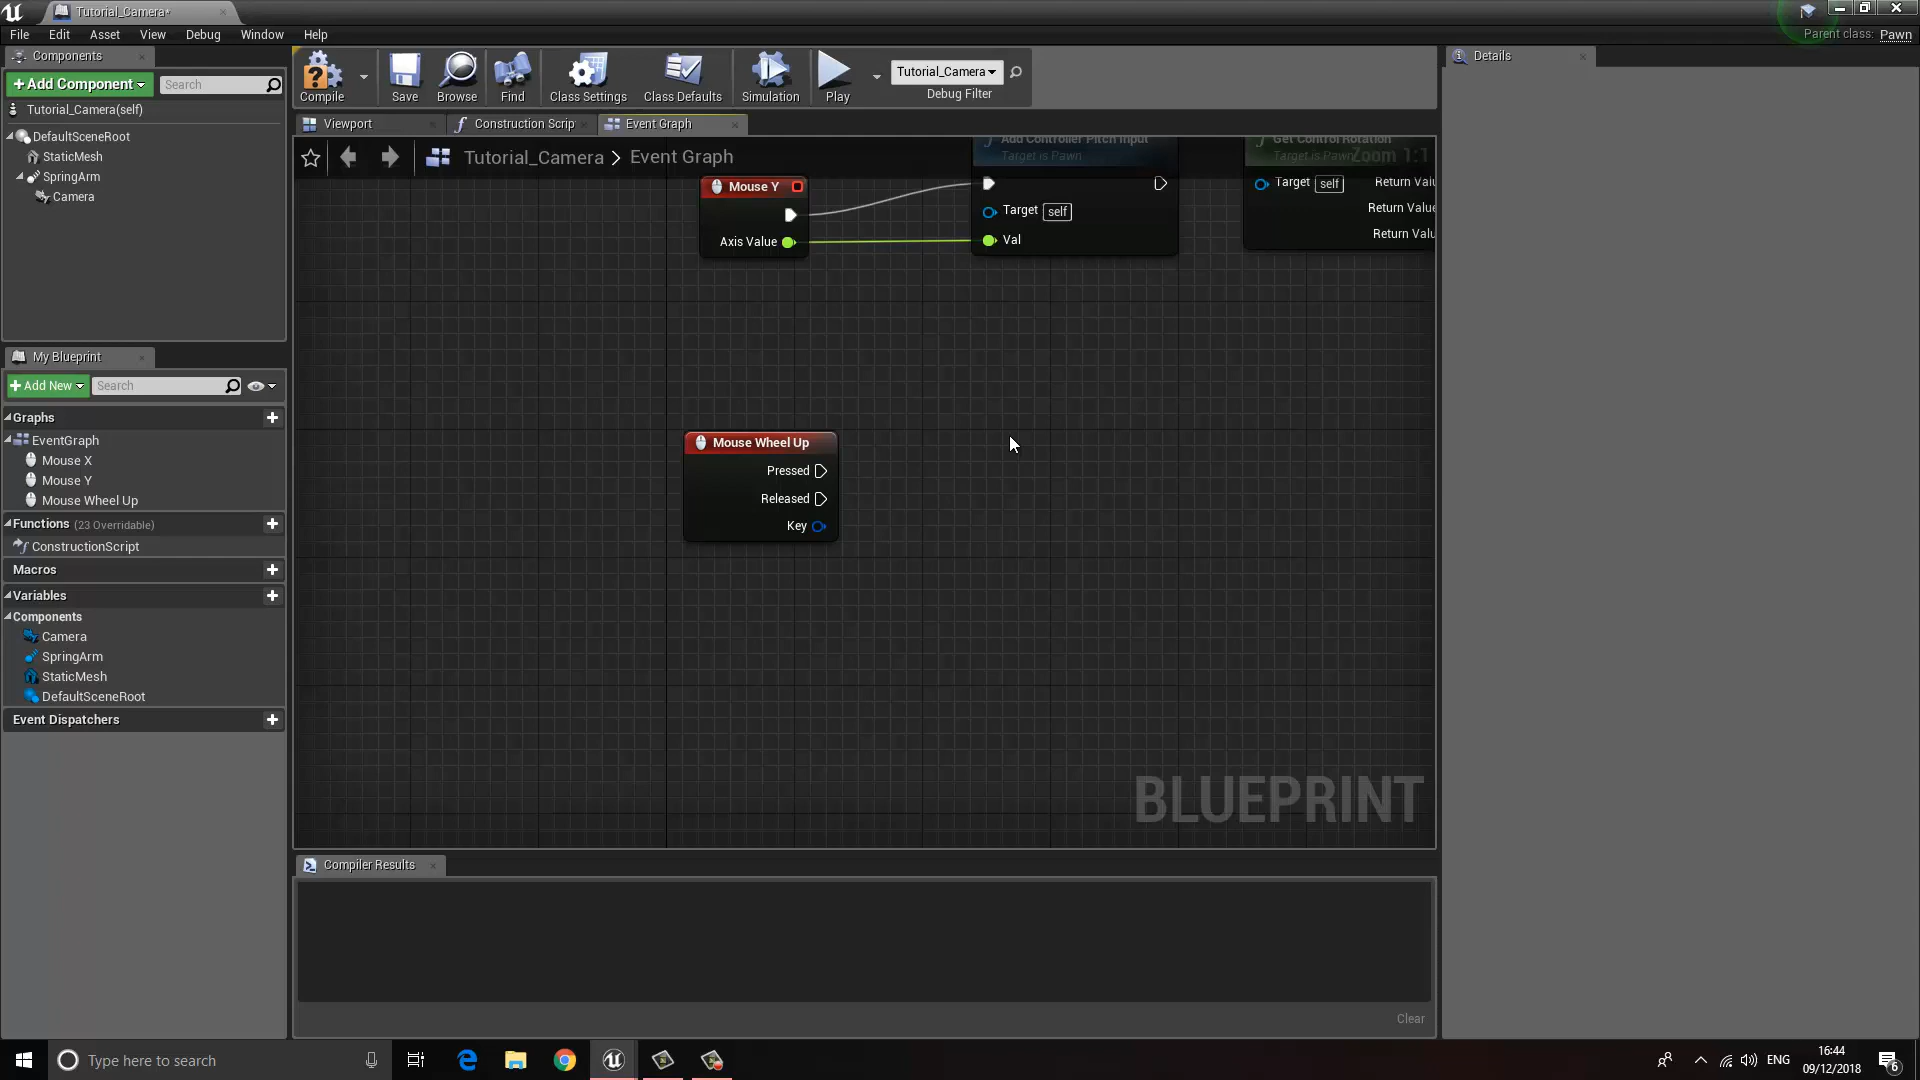 Tutorial_Camera*
File Edit Asset View Debug Window Help
Parent class: Pawn
Components
Add Component
Search
Tutorial_Camera(self)
DefaultSceneRoot
StaticMesh
SpringArm
Camera
My Blueprint
Add New
Search
Graphs
EventGraph
Mouse X
Mouse Y
Mouse Wheel Up
Functions (23 Overridable)
ConstructionScript
Macros
Variables
Components
Camera
SpringArm
StaticMesh
DefaultSceneRoot
Event Dispatchers
Compile
Save
Browse
Find
Class Settings
Class Defaults
Simulation
Play
Tutorial_Camera
Debug Filter
Viewport
Construction Scrip
Event Graph
Tutorial_Camera > Event Graph
Zoom 1:1
Mouse Y
Axis Value
Add Controller Pitch Input
Target is Pawn
Target self
Val
Get Control Rotation
Target is Pawn
Target self
Return Valu
Return Value
Return Valu
Mouse Wheel Up
Pressed
Released
Key
BLUEPRINT
Compiler Results
Clear
Details
Type here to search
ENG
16:44
09/12/2018
6